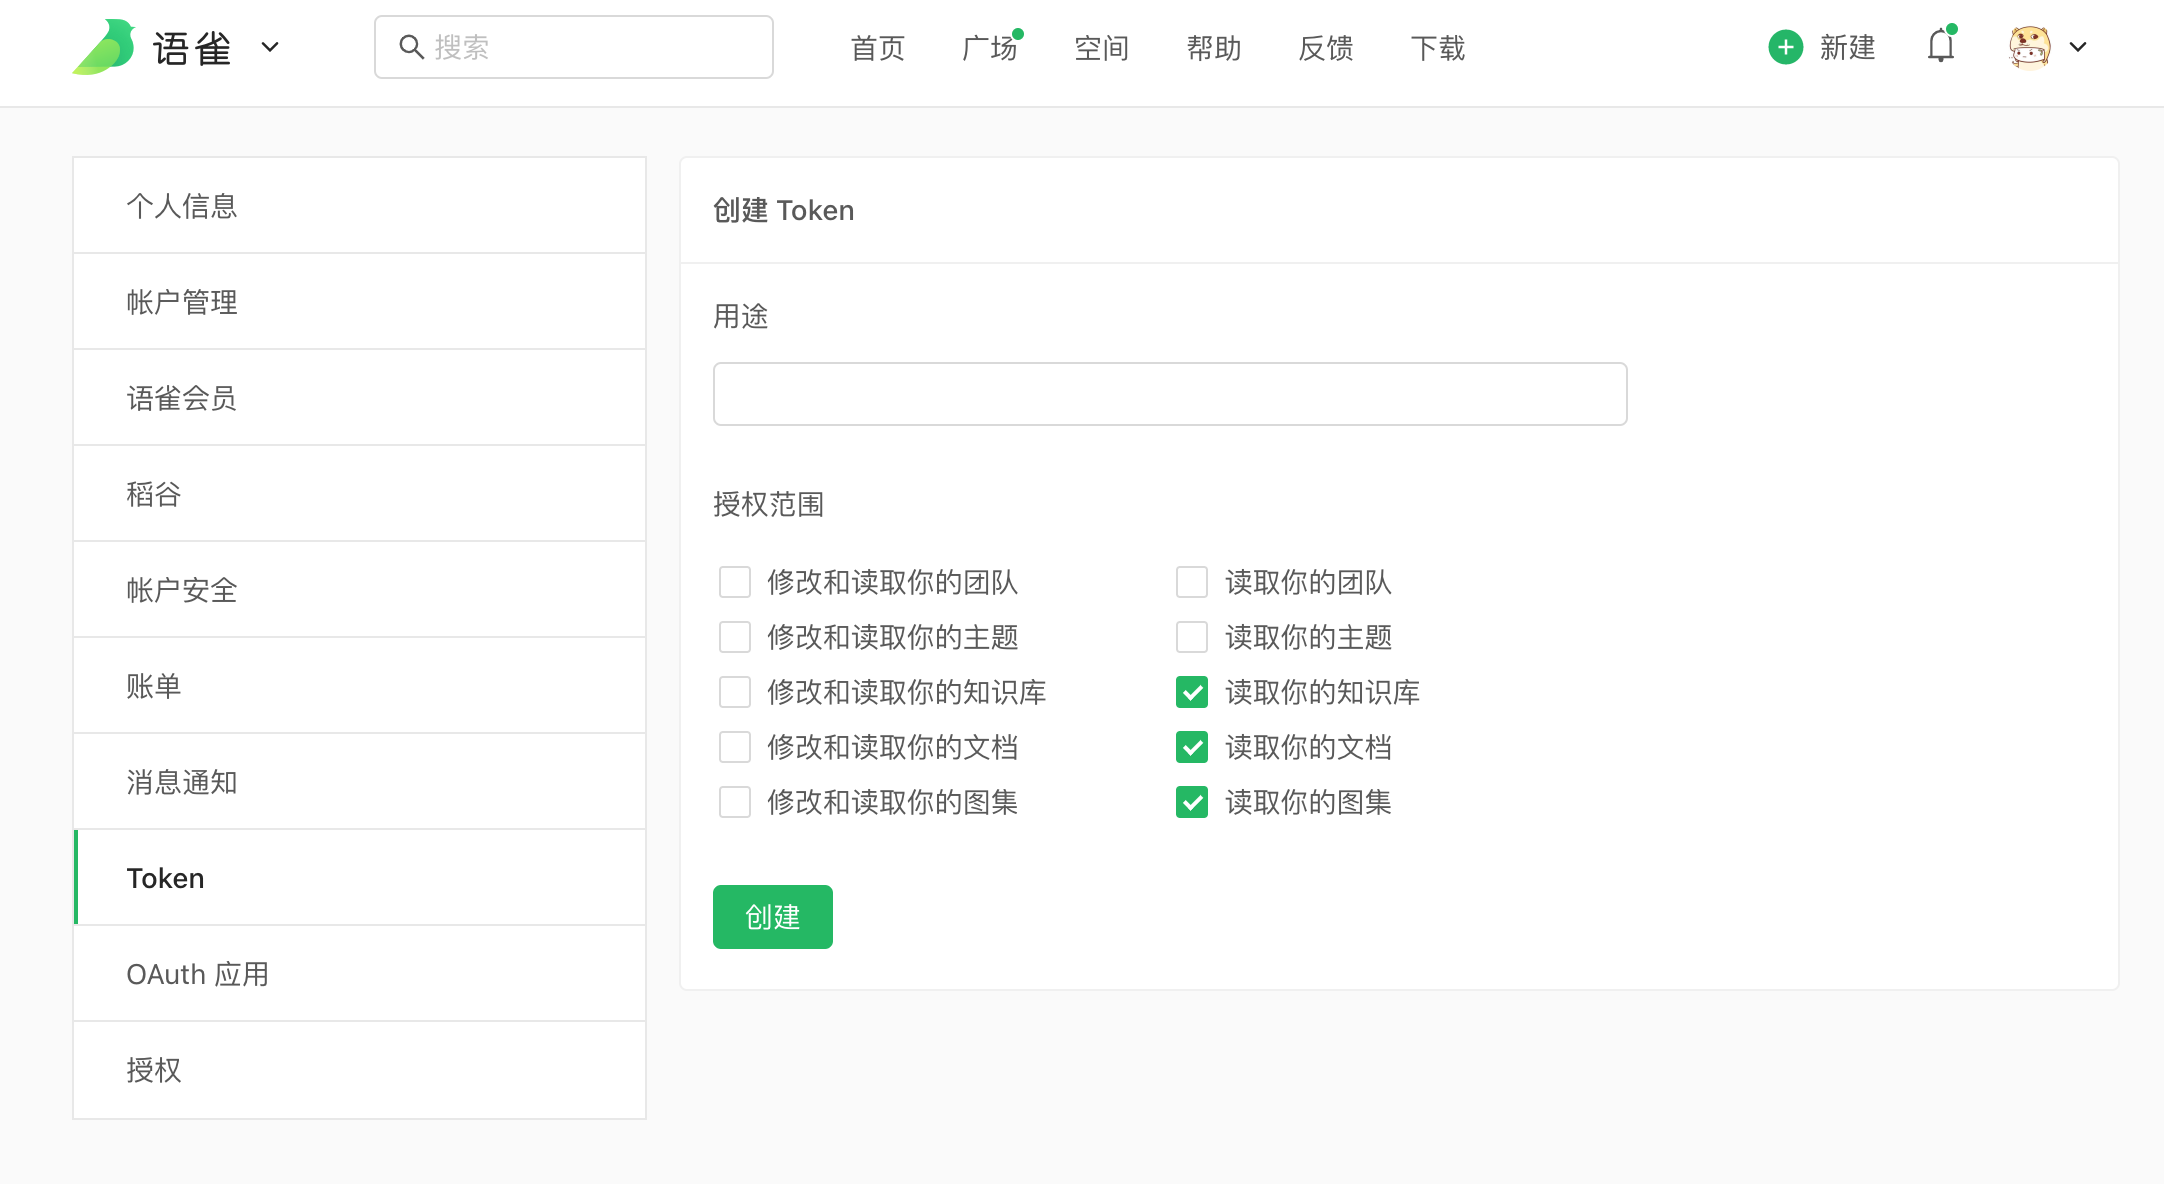 语雀
搜索
首页
广场
空间
帮助
反馈
下载
新建
个人信息
帐户管理
语雀会员
稻谷
帐户安全
账单
消息通知
Token
OAuth 应用
授权
创建 Token
用途
授权范围
修改和读取你的团队
读取你的团队
修改和读取你的主题
读取你的主题
修改和读取你的知识库
读取你的知识库
修改和读取你的文档
读取你的文档
修改和读取你的图集
读取你的图集
创建